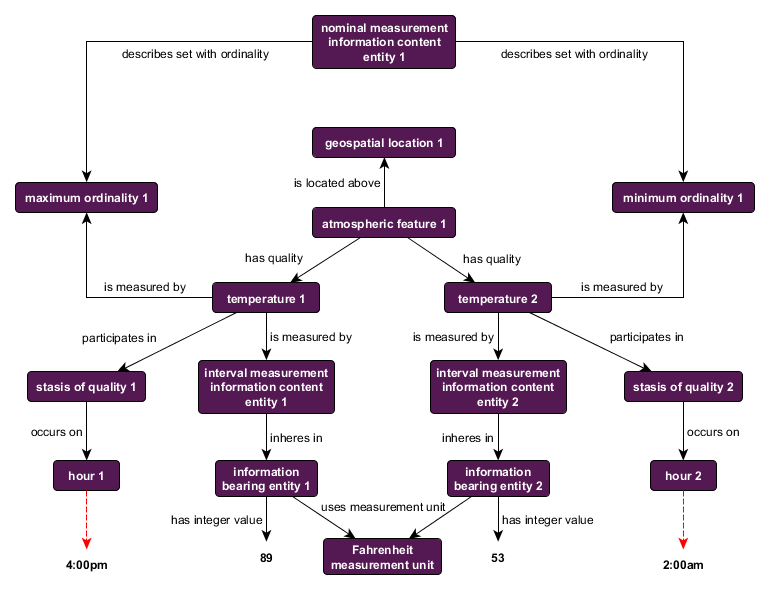 nominal measurement
information content
entity 1
describes set with ordinality
describes set with ordinality
geospatial location 1
is located above
maximum ordinality 1
minimum ordinality 1
atmospheric feature 1
has quality
has quality
is measured by
is measured by
temperature 1
temperature 2
participates in
is measured by
is measured by
participates in
stasis of quality 1
interval measurement
information content
entity 1
interval measurement
information content
entity 2
stasis of quality 2
occurs on
inheres in
inheres in
occurs on
hour 1
information
bearing entity 1
information
bearing entity 2
hour 2
has integer value
uses measurement unit
has integer value
4:00pm
89
Fahrenheit
measurement unit
53
2:00am